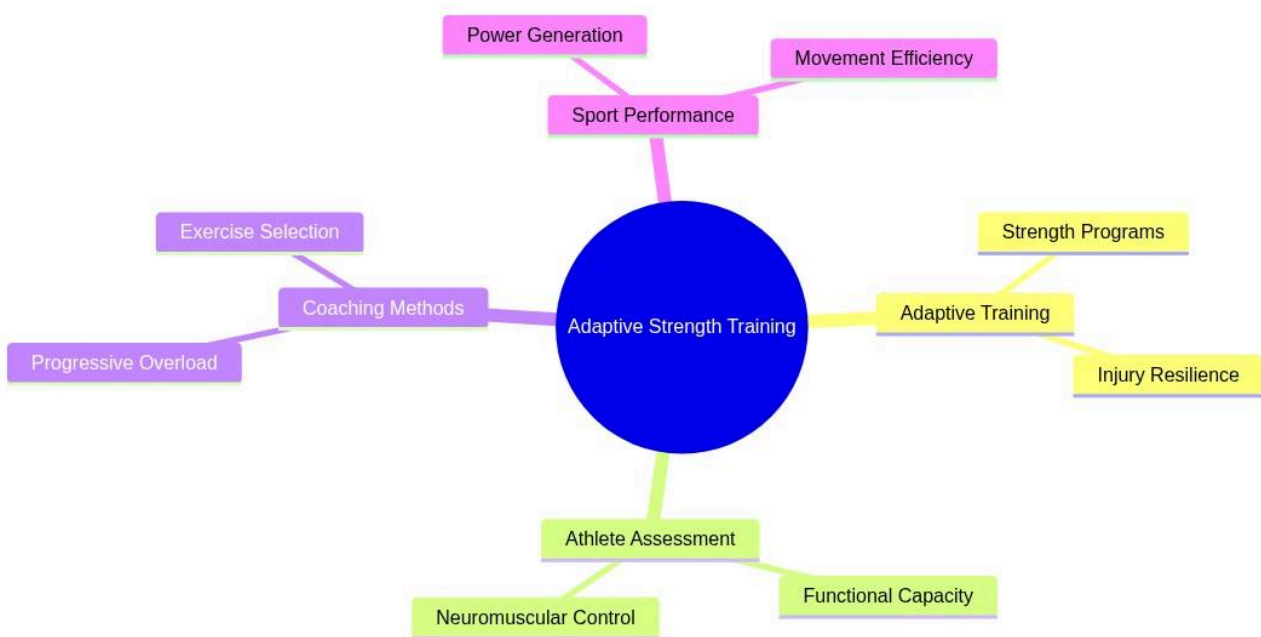 Power Generation
Movement Efficiency
Sport Performance
Exercise Selection
Strength Programs
Coaching Methods
Adaptive Training
Adaptive Strength Training
Progressive Overload
Injury Resilience
Athlete Assessment
Functional Capacity
Neuromuscular Control